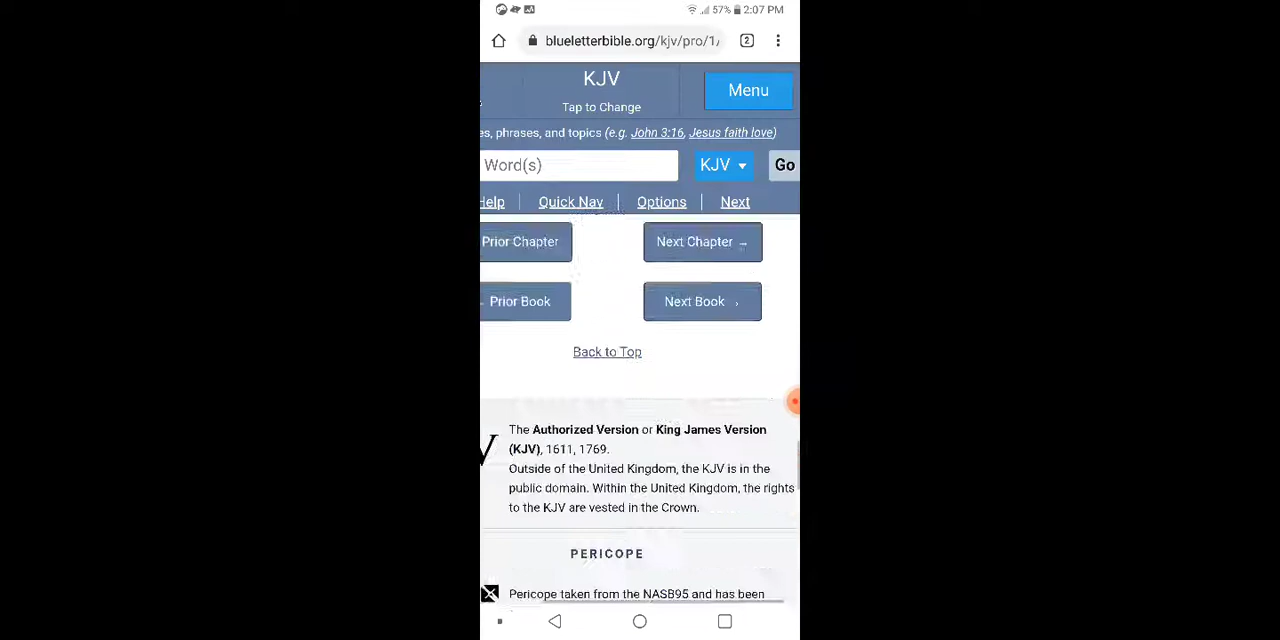 57% 2:07 PM
blueletterbible.org/kjv/pro/1/ 2
KJV
Tap to Change
Menu
es, phrases, and topics (e.g. John 3:16, Jesus faith love)
Word(s) KJV Go
Help Quick Nav Options Next
Prior Chapter Next Chapter →
Prior Book Next Book
Back to Top
The Authorized Version or King James Version
(KJV), 1611, 1769.
Outside of the United Kingdom, the KJV is in the
public domain. Within the United Kingdom, the rights
to the KJV are vested in the Crown.
PERICOPE
Pericope taken from the NASB95 and has been